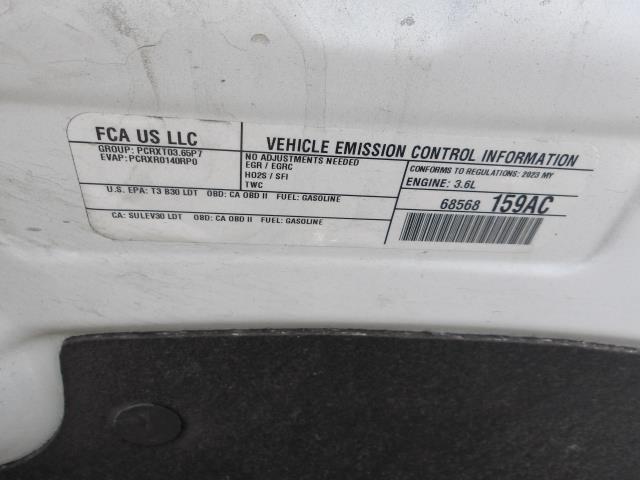 FCA US LLC
GROUP: PCRXT03.65P7
EVAP: PCRXR0140RP0
VEHICLE EMISSION CONTROL INFORMATION
NO ADJUSTMENTS NEEDED
EGR / EGRC
HO2S / SFI
TWC
CONFORMS TO REGULATIONS: 2023 MY
ENGINE: 3.6L
U.S. EPA: T3 B30 LDT OBD: CA OBD II FUEL: GASOLINE
CA: SULEV30 LDT OBD: CA OBD II FUEL: GASOLINE
68568 159AC